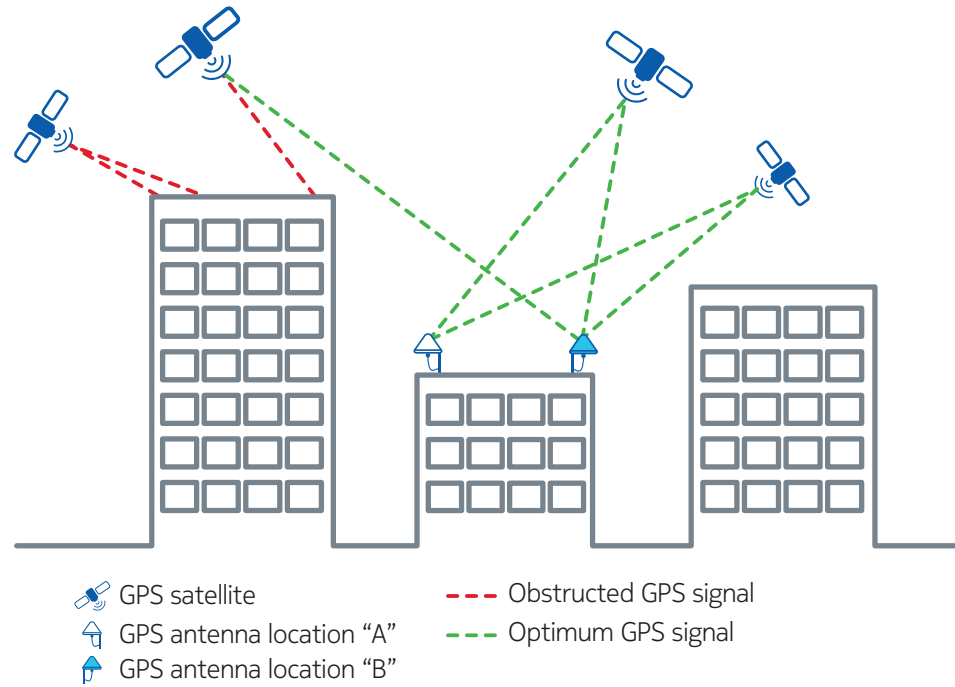 GPS satellite
GPS antenna location “A”
GPS antenna location “B”
Obstructed GPS signal
Optimum GPS signal